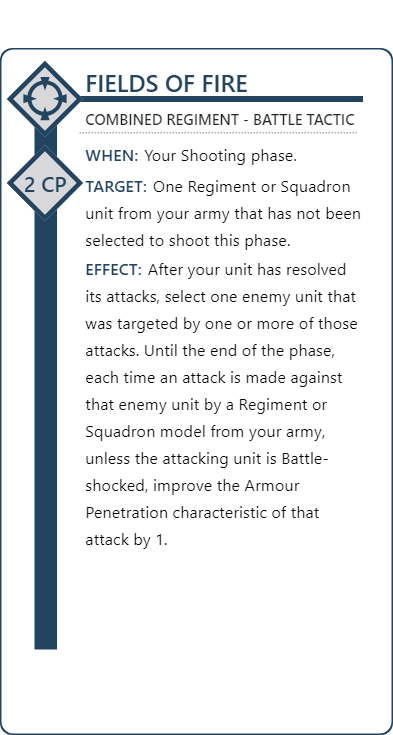 FIELDS OF FIRE
COMBINED REGIMENT - BATTLE TACTIC
WHEN: Your Shooting phase.
2 CP
TARGET: One Regiment or Squadron
unit from your army that has not been
selected to shoot this phase.
EFFECT: After your unit has resolved
its attacks, select one enemy unit that
was targeted by one or more of those
attacks. Until the end of the phase,
each time an attack is made against
that enemy unit by a Regiment or
Squadron model from your army,
unless the attacking unit is Battle-
shocked, improve the Armour
Penetration characteristic of that
attack by 1.